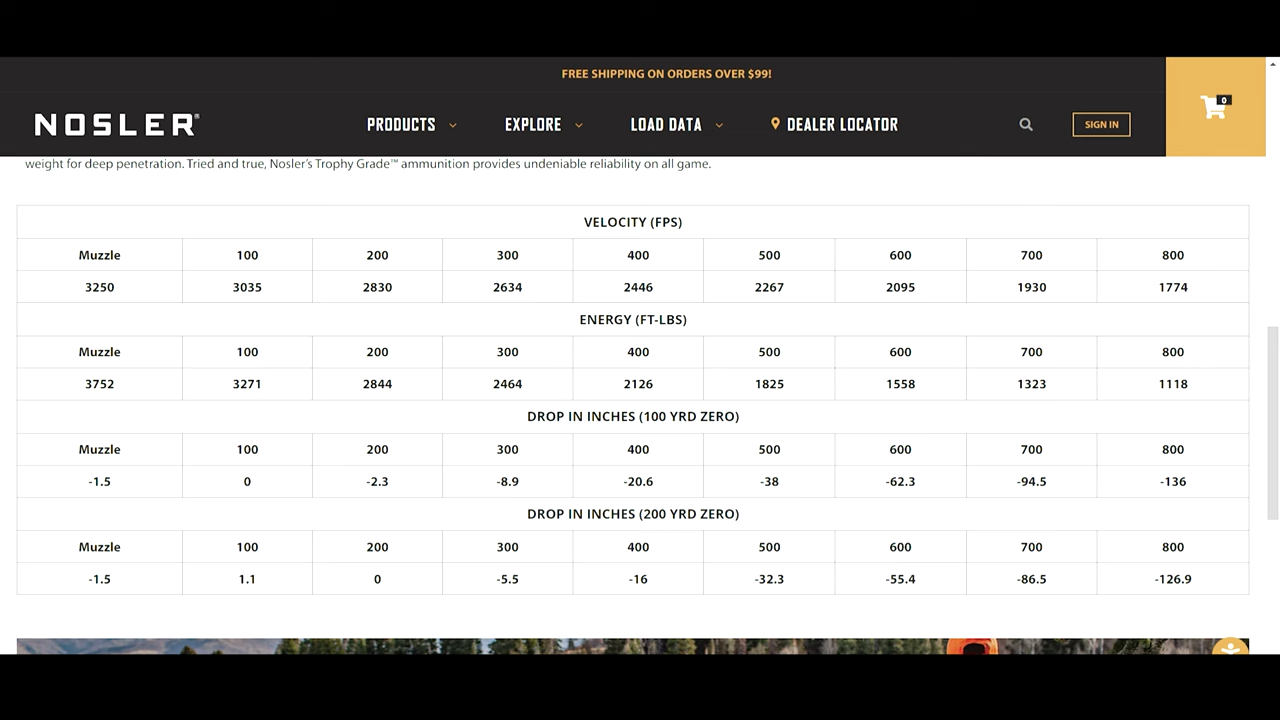 FREE SHIPPING ON ORDERS OVER $99!
NOSLER® PRODUCTS EXPLORE LOAD DATA DEALER LOCATOR SIGN IN 0
weight for deep penetration. Tried and true, Nosler's Trophy Grade™ ammunition provides undeniable reliability on all game.
VELOCITY (FPS)
Muzzle 100 200 300 400 500 600 700 800
3250 3035 2830 2634 2446 2267 2095 1930 1774
ENERGY (FT-LBS)
Muzzle 100 200 300 400 500 600 700 800
3752 3271 2844 2464 2126 1825 1558 1323 1118
DROP IN INCHES (100 YRD ZERO)
Muzzle 100 200 300 400 500 600 700 800
-1.5 0 -2.3 -8.9 -20.6 -38 -62.3 -94.5 -136
DROP IN INCHES (200 YRD ZERO)
Muzzle 100 200 300 400 500 600 700 800
-1.5 1.1 0 -5.5 -16 -32.3 -55.4 -86.5 -126.9